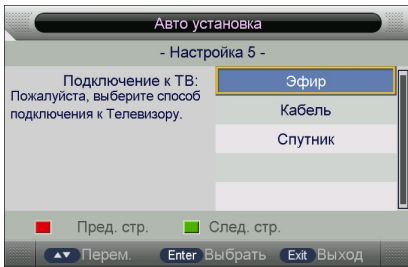 Авто установка
- Настройка 5 -
Подключение к ТВ:
Пожалуйста, выберите способ
подключения к Телевизору.
Эфир
Кабель
Спутник
Пред. стр. След. стр.
Перем. Enter Выбрать Exit Выход